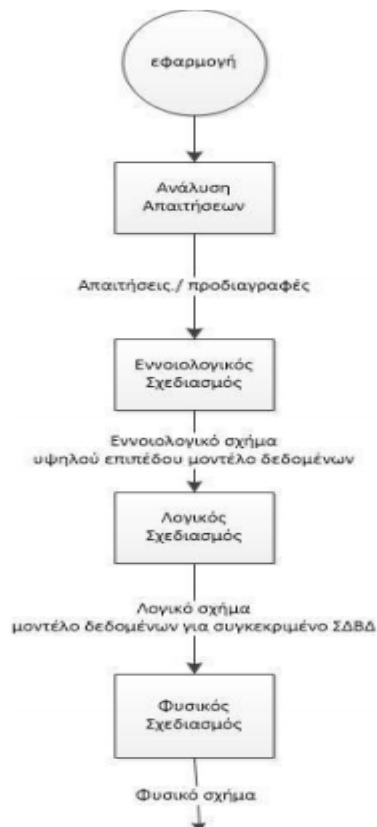 εφαρμογή
Ανάλυση
Απαιτήσεων
Απαιτήσεις./ προδιαγραφές
Εννοιολογικός
Σχεδιασμός
Εννοιολογικό σχήμα
υψηλού επιπέδου μοντέλο δεδομένων
Λογικός
Σχεδιασμός
Λογικό σχήμα
μοντέλο δεδομένων για συγκεκριμένο ΣΔΒΔ
Φυσικός
Σχεδιασμός
Φυσικό σχήμα